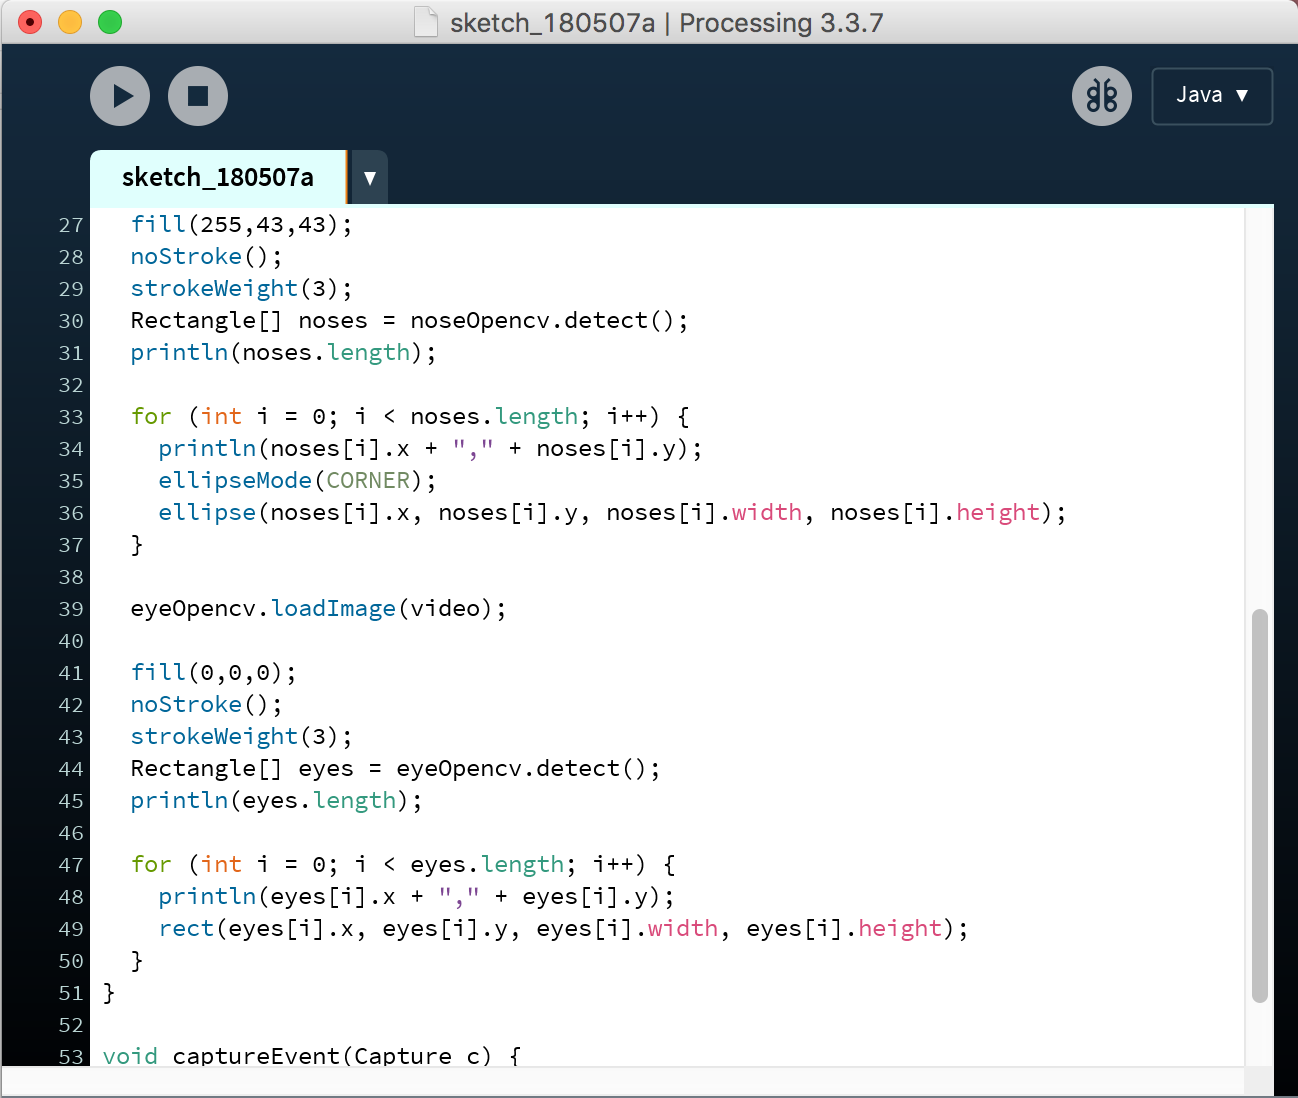 sketch_180507a | Processing 3.3.7
Java ▼
sketch_180507a ▼
27   fill(255,43,43);
28   noStroke();
29   strokeWeight(3);
30   Rectangle[] noses = noseOpencv.detect();
31   println(noses.length);
32
33   for (int i = 0; i < noses.length; i++) {
34     println(noses[i].x + "," + noses[i].y);
35     ellipseMode(CORNER);
36     ellipse(noses[i].x, noses[i].y, noses[i].width, noses[i].height);
37   }
38
39   eyeOpencv.loadImage(video);
40
41   fill(0,0,0);
42   noStroke();
43   strokeWeight(3);
44   Rectangle[] eyes = eyeOpencv.detect();
45   println(eyes.length);
46
47   for (int i = 0; i < eyes.length; i++) {
48     println(eyes[i].x + "," + eyes[i].y);
49     rect(eyes[i].x, eyes[i].y, eyes[i].width, eyes[i].height);
50   }
51 }
52
53 void captureEvent(Capture c) {